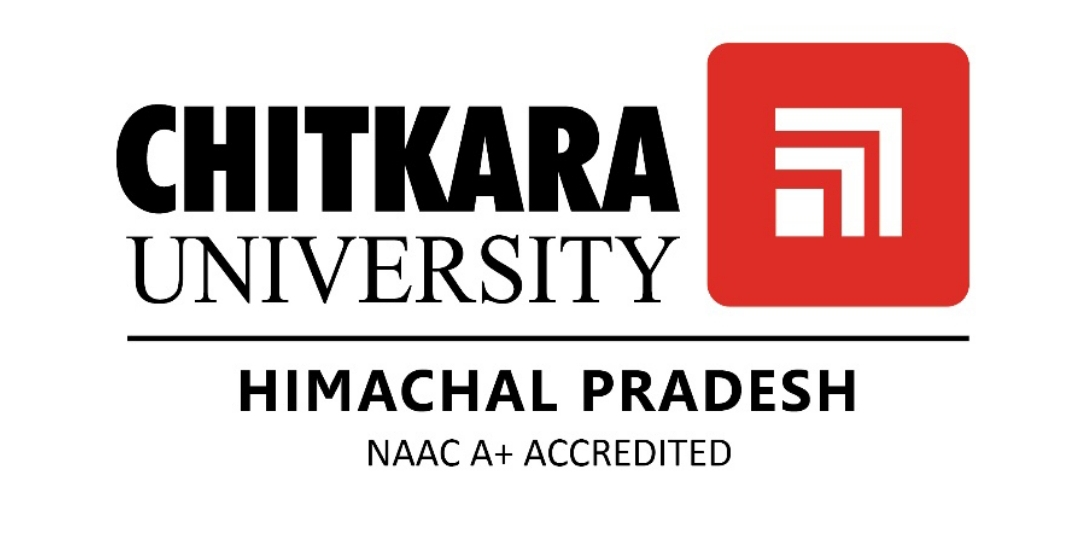 CHITKARA
UNIVERSITY
HIMACHAL PRADESH
NAAC A+ ACCREDITED